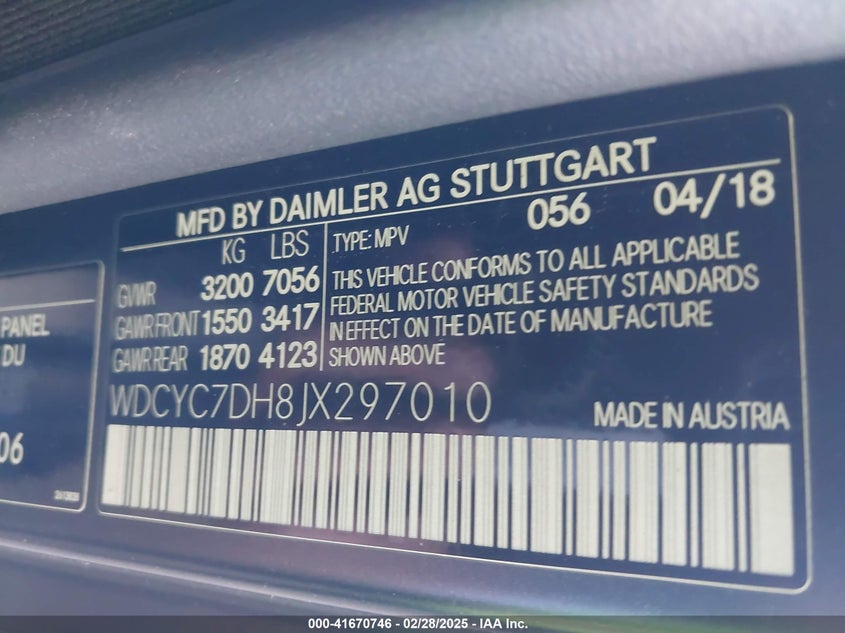 MFD BY DAIMLER AG STUTTGART
056 04/18
KG LBS
GVWR 3200 7056
GAWR FRONT 1550 3417
GAWR REAR 1870 4123
TYPE: MPV
THIS VEHICLE CONFORMS TO ALL APPLICABLE
FEDERAL MOTOR VEHICLE SAFETY STANDARDS
IN EFFECT ON THE DATE OF MANUFACTURE
SHOWN ABOVE
WDCYC7DH8JX297010
MADE IN AUSTRIA
PANEL
DU
06
000-41670746 - 02/28/2025 - IAA Inc.